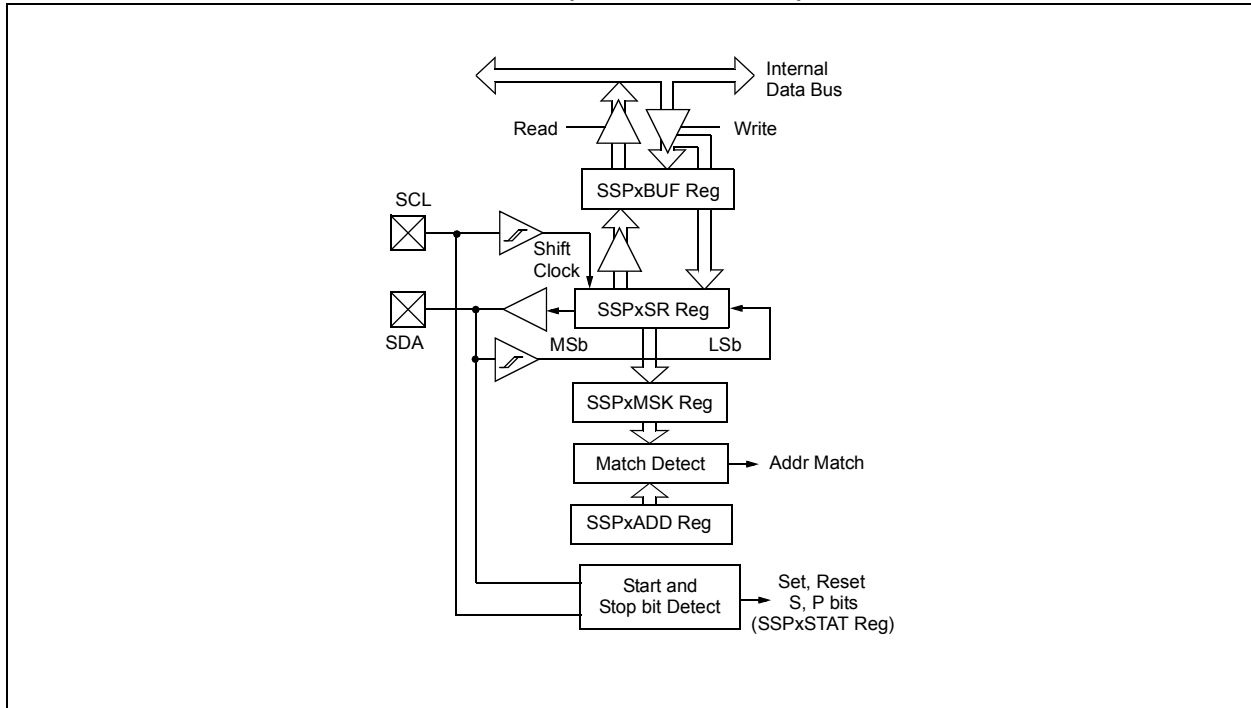 Internal
Data Bus
Read
Write
SSPxBUF Reg
SCL
Shift
Clock
SSPxSR Reg
SDA
MSb
LSb
SSPxMSK Reg
Match Detect
Addr Match
SSPxADD Reg
Start and
Stop bit Detect
Set, Reset
S, P bits
(SSPxSTAT Reg)